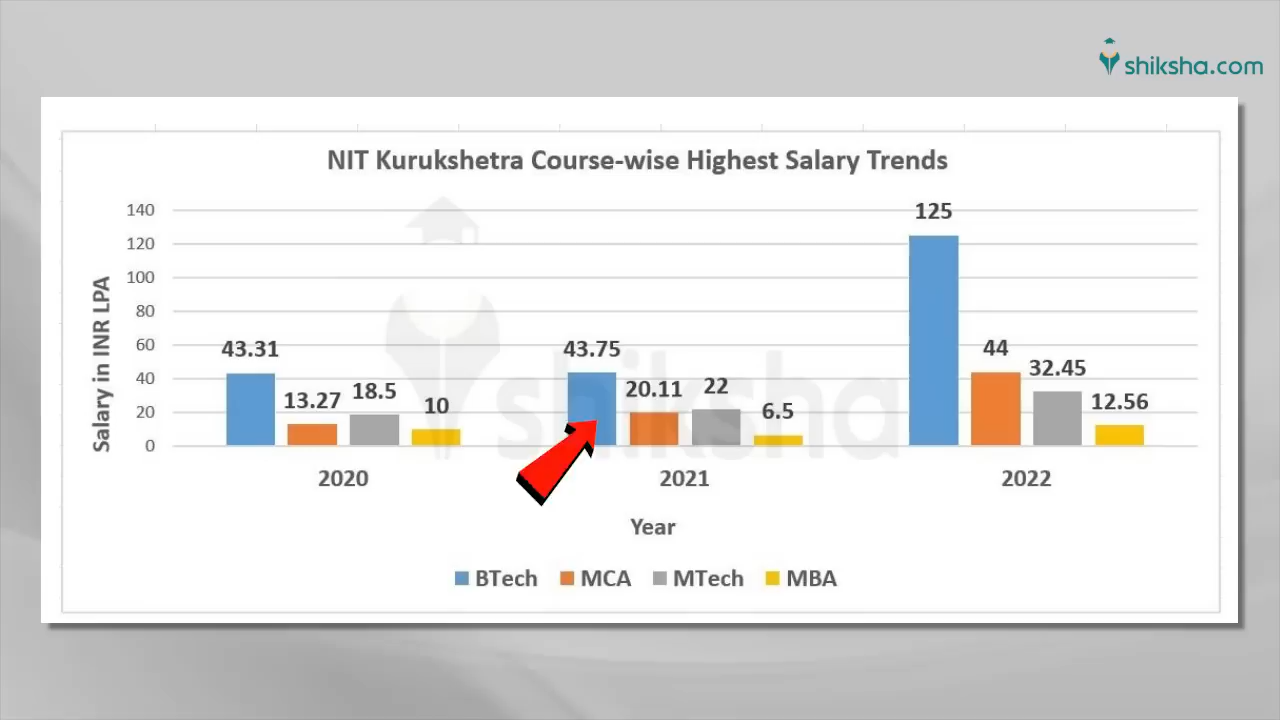 shiksha.com
NIT Kurukshetra Course-wise Highest Salary Trends
Salary in INR LPA
140
120
100
80
60
40
20
0
43.31
13.27
18.5
10
43.75
20.11
22
6.5
125
44
32.45
12.56
2020 2021 2022
Year
BTech MCA MTech MBA
shiksha